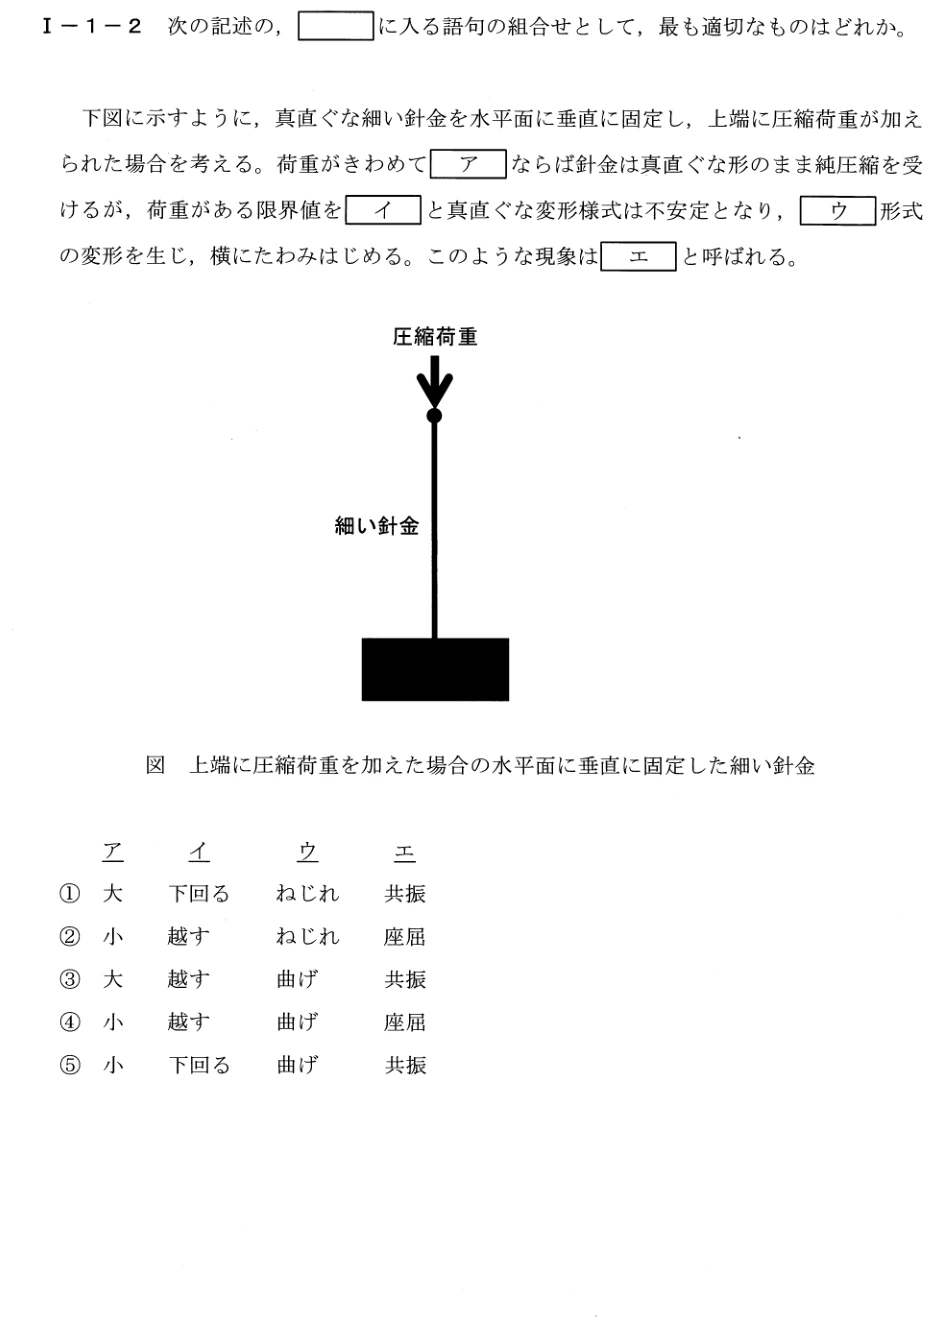 Ⅰ－１－２　次の記述の，　　　に入る語句の組合せとして，最も適切なものはどれか。
下図に示すように，真直ぐな細い針金を水平面に垂直に固定し，上端に圧縮荷重が加え
られた場合を考える。荷重がきわめて ア ならば針金は真直ぐな形のまま純圧縮を受
けるが，荷重がある限界値を イ と真直ぐな変形様式は不安定となり， ウ 形式
の変形を生じ，横にたわみはじめる。このような現象は エ と呼ばれる。
圧縮荷重
細い針金
図　上端に圧縮荷重を加えた場合の水平面に垂直に固定した細い針金
ア　イ　ウ　エ
① 大　下回る　ねじれ　共振
② 小　越す　ねじれ　座屈
③ 大　越す　曲げ　共振
④ 小　越す　曲げ　座屈
⑤ 小　下回る　曲げ　共振